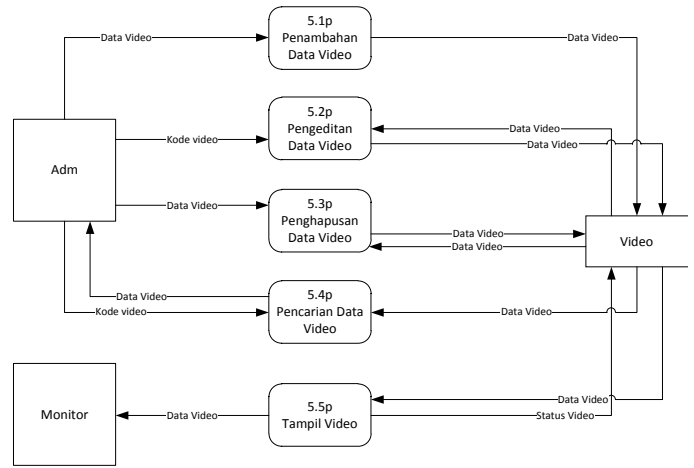 5.1p
Penambahan
Data Video
Data Video
Data Video
5.2p
Pengeditan
Data Video
Kode video
Data Video
Data Video
Adm
5.3p
Penghapusan
Data Video
Data Video
Data Video
Data Video
Video
5.4p
Pencarian Data
Video
Data Video
Kode video
Data Video
5.5p
Tampil Video
Monitor
Data Video
Data Video
Status Video